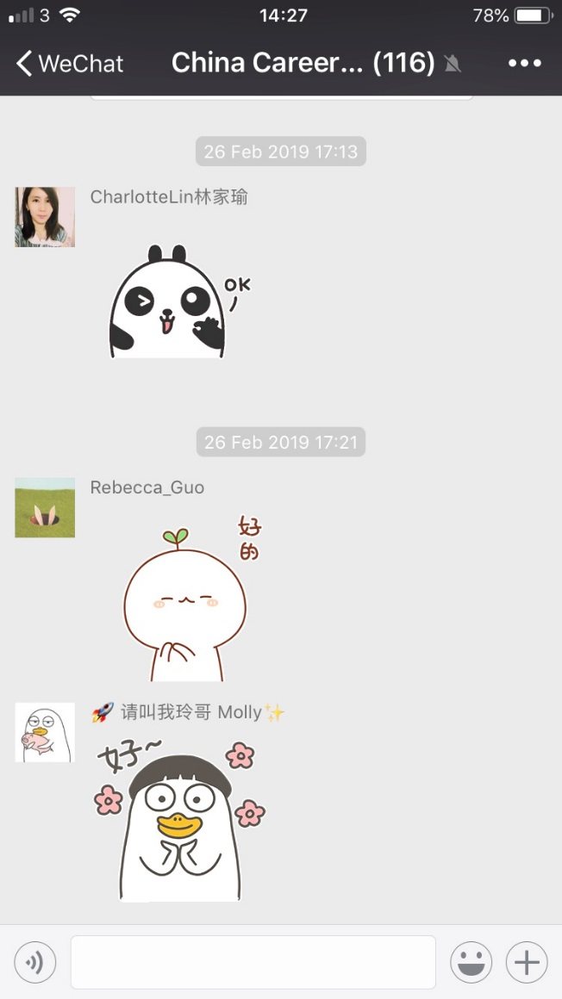 3 14:27 78%
WeChat China Career... (116)
26 Feb 2019 17:13
CharlotteLin林家瑜
OK
26 Feb 2019 17:21
Rebecca_Guo
好
的
🚀 请叫我玲哥 Molly✨
好~